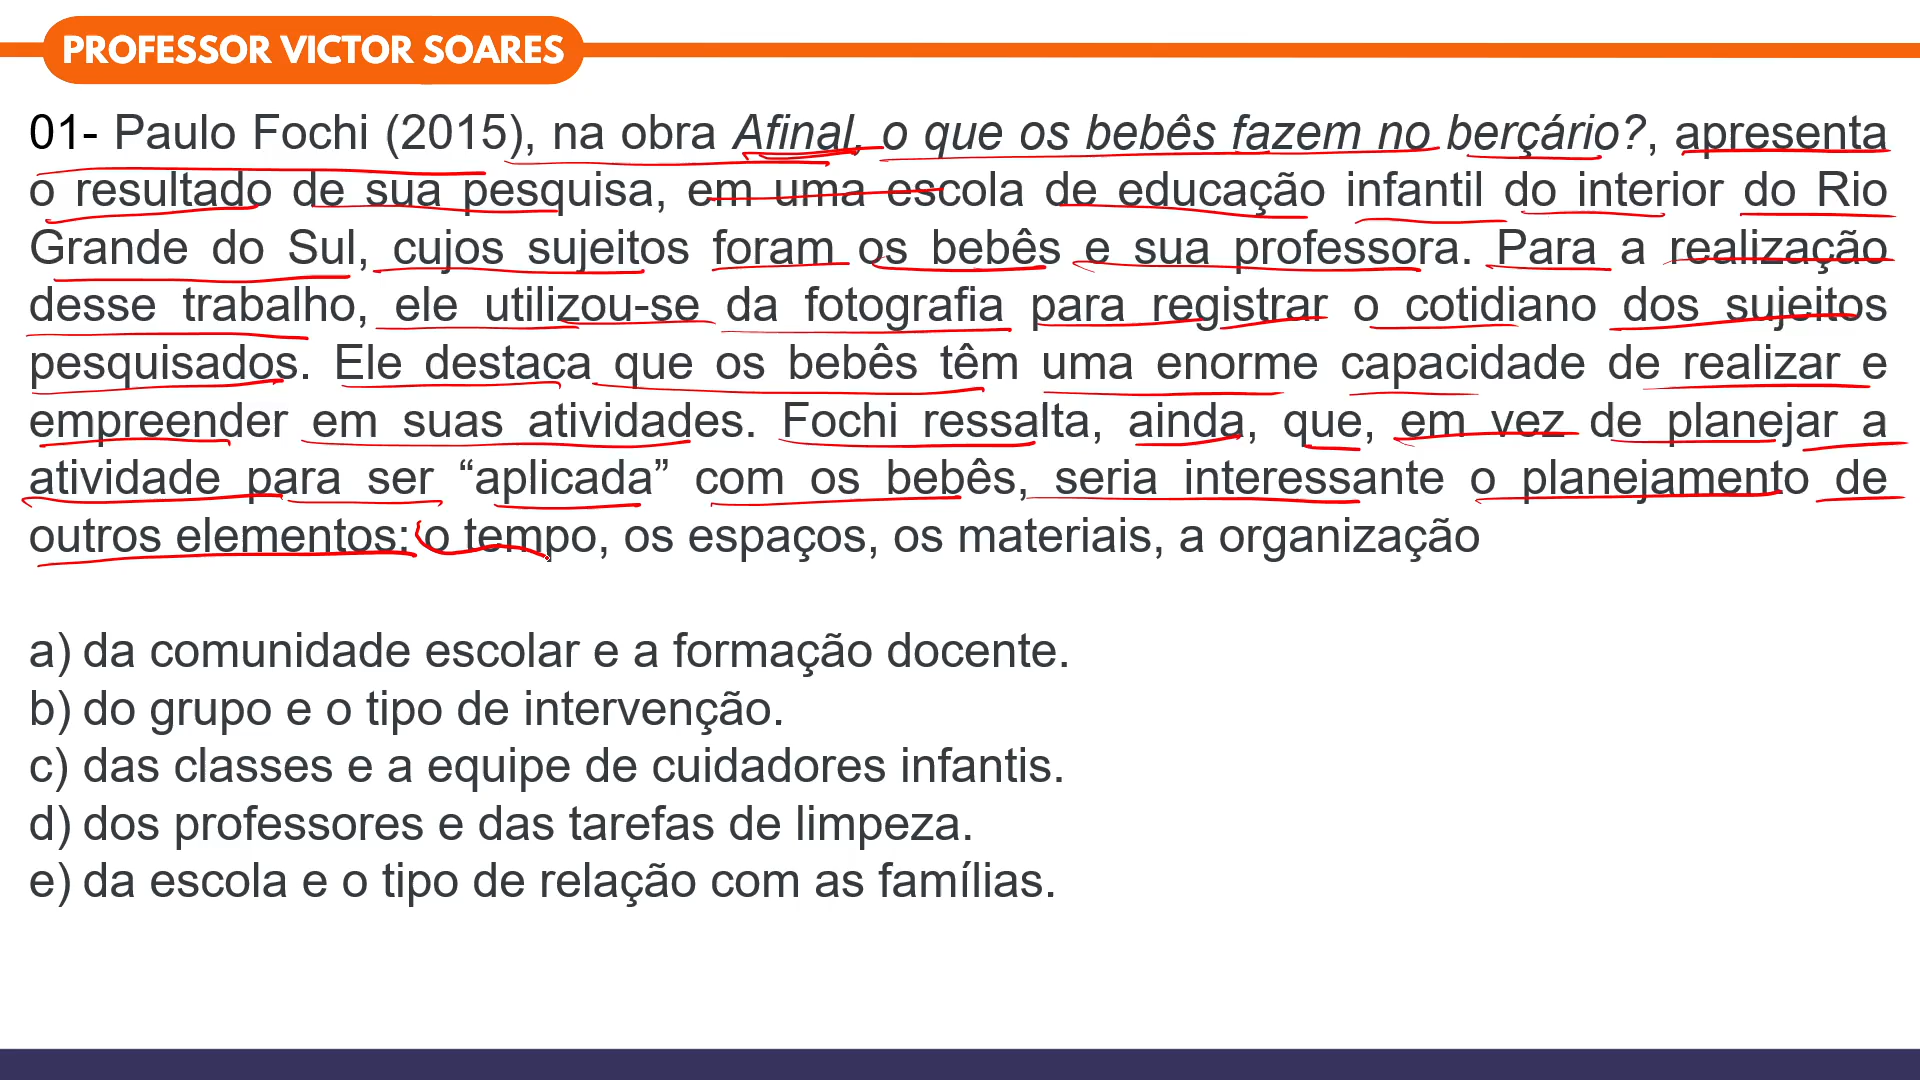 PROFESSOR VICTOR SOARES
01- Paulo Fochi (2015), na obra Afinal, o que os bebês fazem no berçário?, apresenta
o resultado de sua pesquisa, em uma escola de educação infantil do interior do Rio
Grande do Sul, cujos sujeitos foram os bebês e sua professora. Para a realização
desse trabalho, ele utilizou-se da fotografia para registrar o cotidiano dos sujeitos
pesquisados. Ele destaca que os bebês têm uma enorme capacidade de realizar e
empreender em suas atividades. Fochi ressalta, ainda, que, em vez de planejar a
atividade para ser “aplicada” com os bebês, seria interessante o planejamento de
outros elementos: o tempo, os espaços, os materiais, a organização
a) da comunidade escolar e a formação docente.
b) do grupo e o tipo de intervenção.
c) das classes e a equipe de cuidadores infantis.
d) dos professores e das tarefas de limpeza.
e) da escola e o tipo de relação com as famílias.